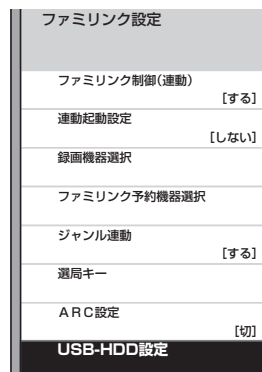 ファミリンク設定
ファミリンク制御(連動)
[する]
連動起動設定
[しない]
録画機器選択
ファミリンク予約機器選択
ジャンル連動
[する]
選局キー
ARC設定
[切]
USB-HDD設定